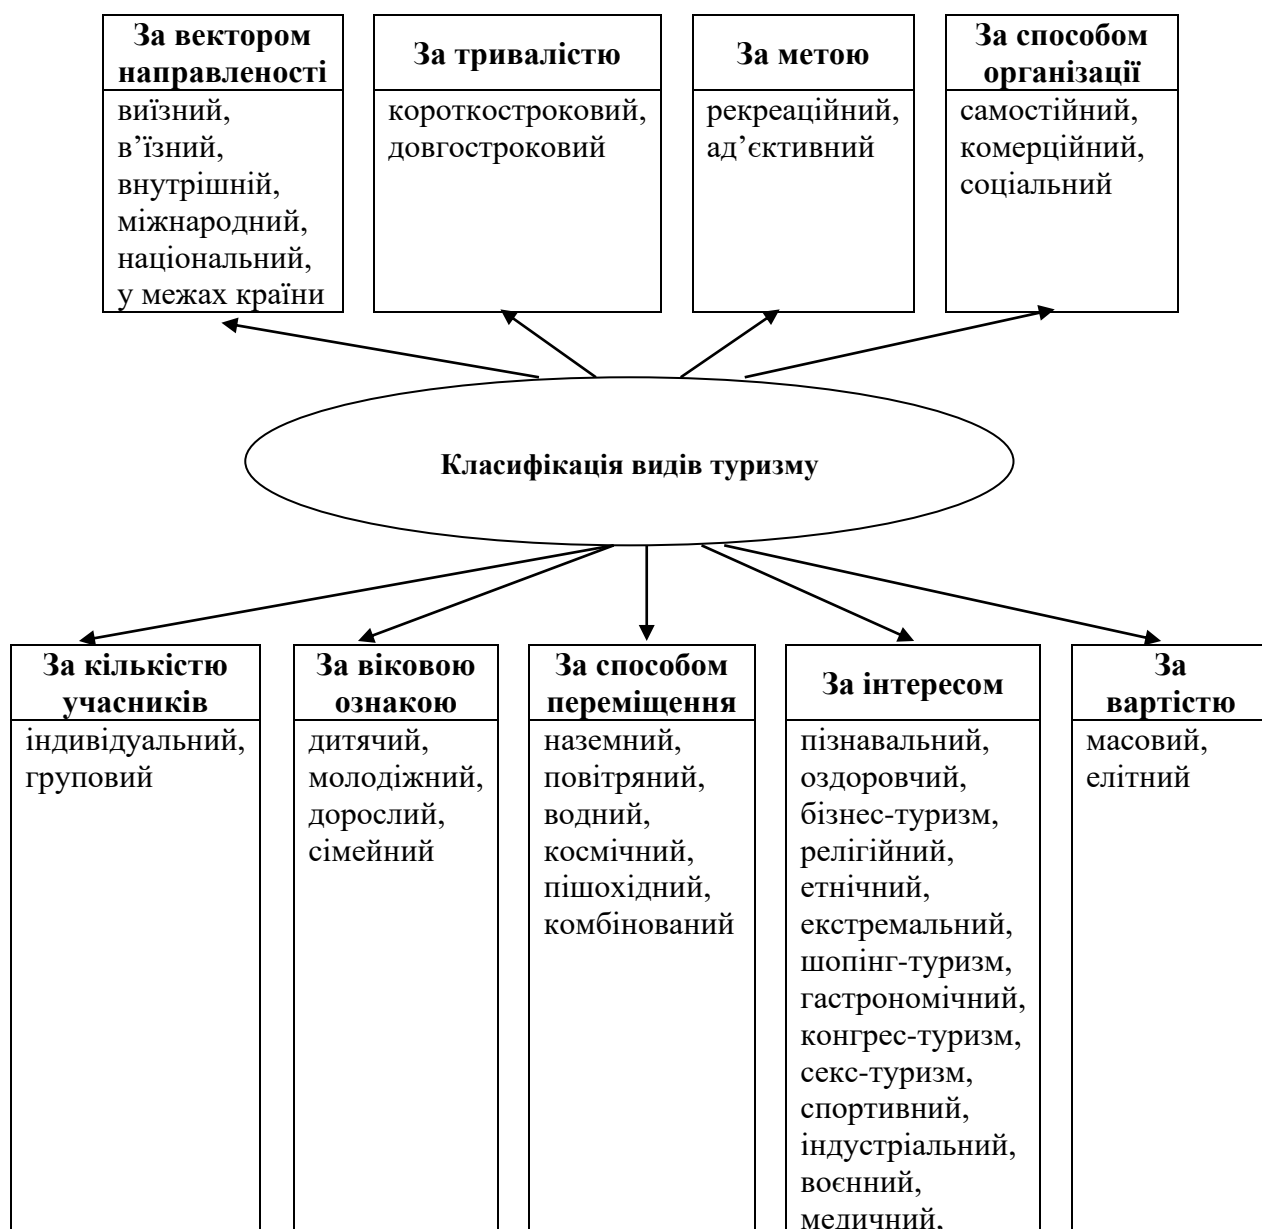 За вектором
направленості
виїзний,
в’їзний,
внутрішній,
міжнародний,
національний,
у межах країни
За тривалістю
короткостроковий,
довгостроковий
За метою
рекреаційний,
ад’єктивний
За способом
організації
самостійний,
комерційний,
соціальний
Класифікація видів туризму
За кількістю
учасників
індивідуальний,
груповий
За віковою
ознакою
дитячий,
молодіжний,
дорослий,
сімейний
За способом
переміщення
наземний,
повітряний,
водний,
космічний,
пішохідний,
комбінований
За інтересом
пізнавальний,
оздоровчий,
бізнес-туризм,
релігійний,
етнічний,
екстремальний,
шопінг-туризм,
гастрономічний,
конгрес-туризм,
секс-туризм,
спортивний,
індустріальний,
воєнний,
медичний,
За
вартістю
масовий,
елітний